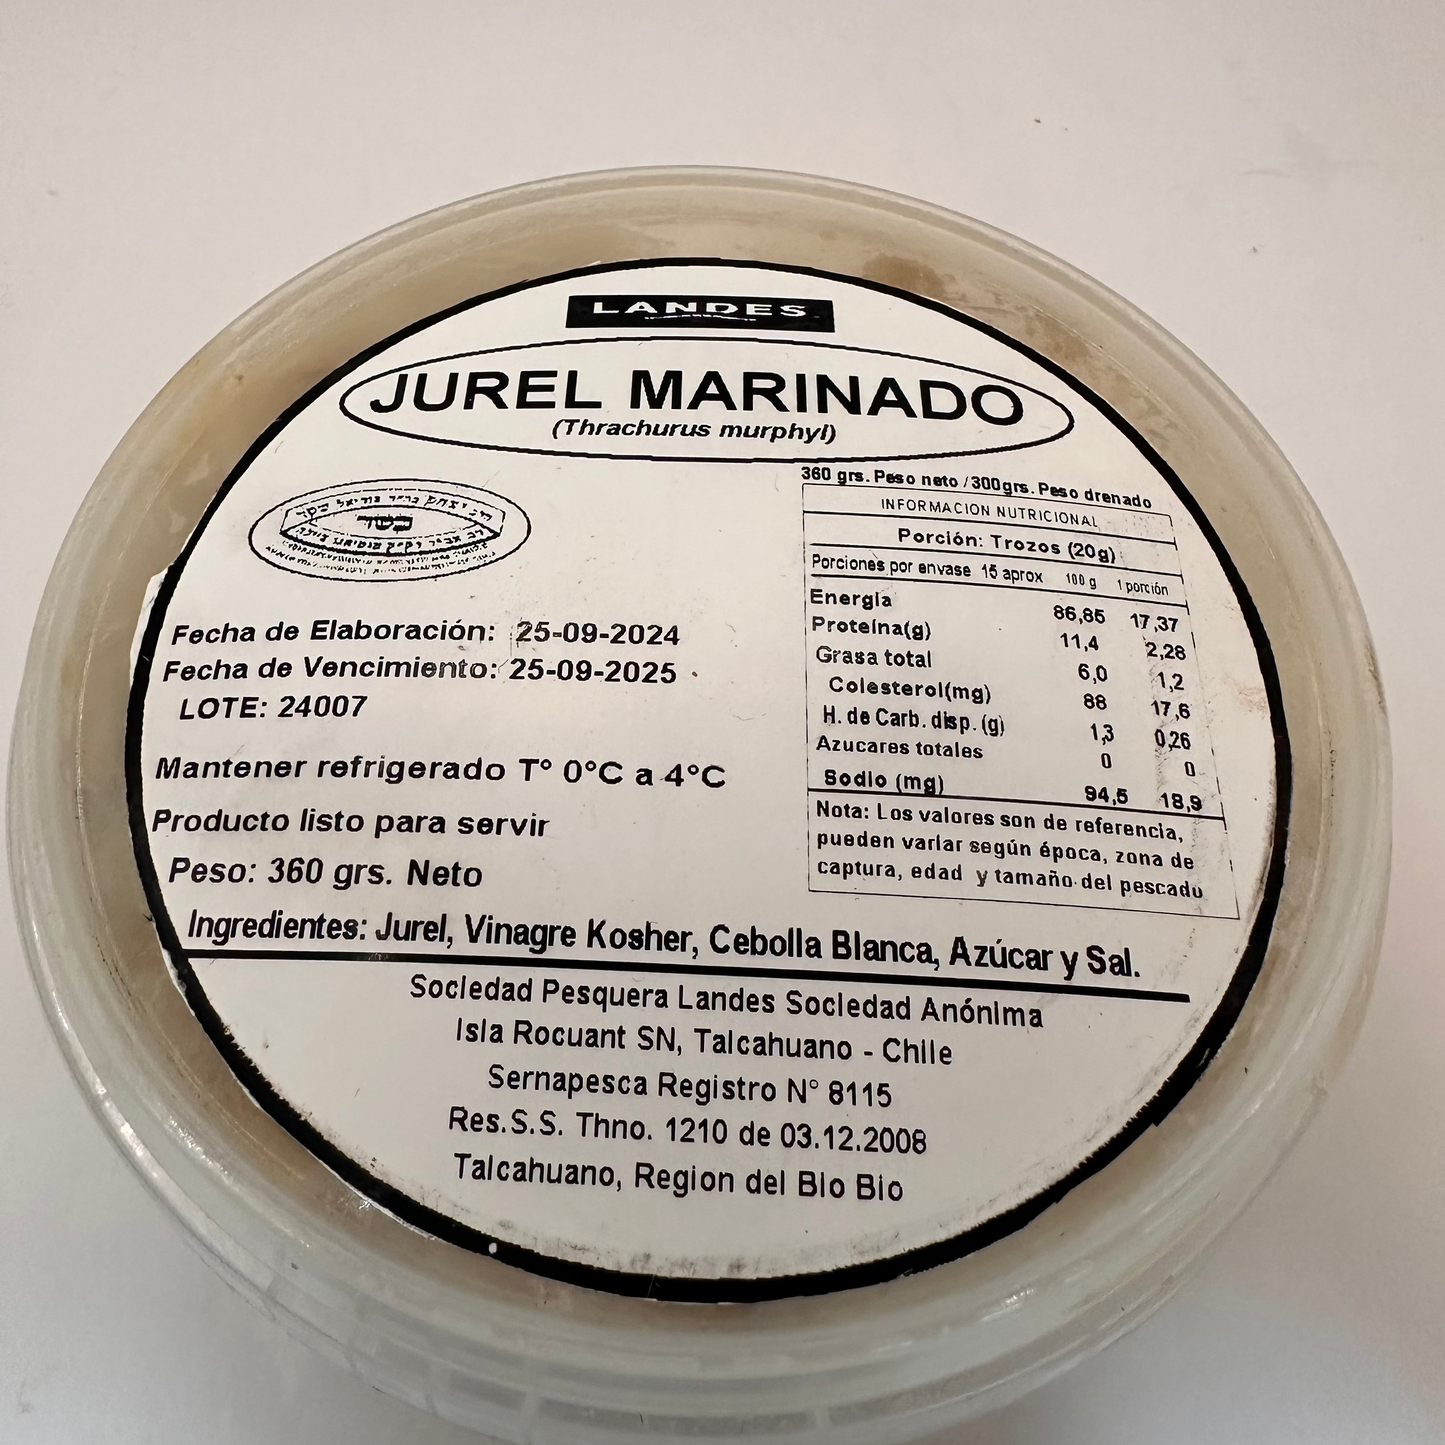 LANDES
JUREL MARINADO
(Thrachurus murphyl)
360 grs. Peso neto / 300grs. Peso drenado
כשר
INFORMACION NUTRICIONAL
Porción: Trozos (20g)
Porciones por envase 15 aprox 100 g 1 porción
Energía 86,85 17,37
Proteína(g) 11,4 2,28
Grasa total 6,0 1,2
Colesterol(mg) 88 17,6
H. de Carb. disp. (g) 1,3 0,26
Azucares totales 0 0
Sodio (mg) 94,5 18,9
Nota: Los valores son de referencia,
pueden variar según época, zona de
captura, edad y tamaño del pescado
Fecha de Elaboración: 25-09-2024
Fecha de Vencimiento: 25-09-2025
LOTE: 24007
Mantener refrigerado T° 0°C a 4°C
Producto listo para servir
Peso: 360 grs. Neto
Ingredientes: Jurel, Vinagre Kosher, Cebolla Blanca, Azúcar y Sal.
Sociedad Pesquera Landes Sociedad Anónima
Isla Rocuant SN, Talcahuano - Chile
Sernapesca Registro N° 8115
Res.S.S. Thno. 1210 de 03.12.2008
Talcahuano, Region del Bio Bio